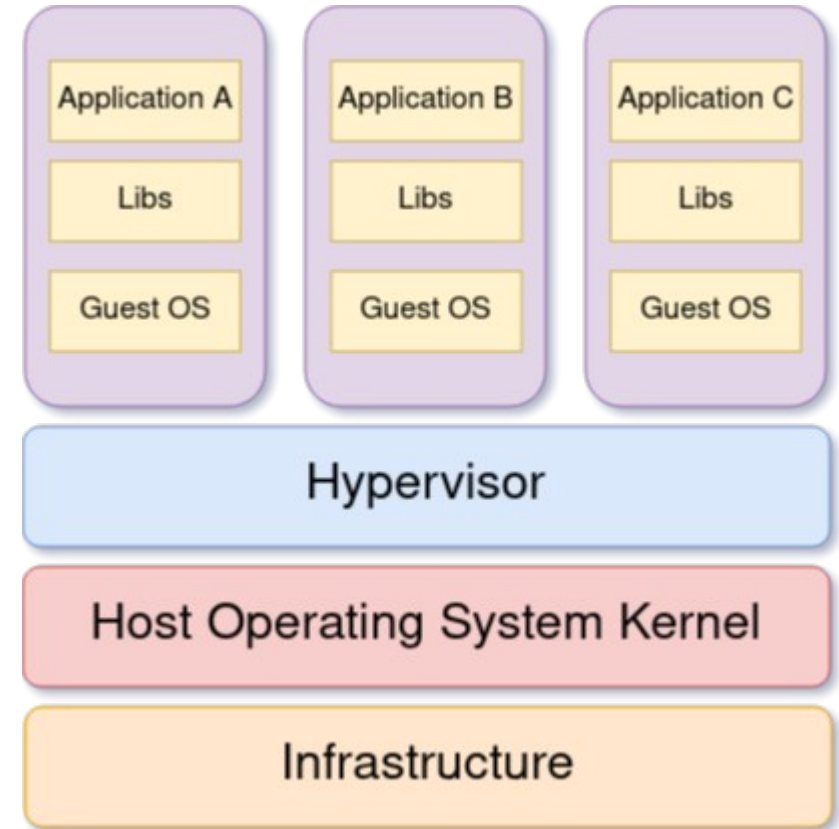 Application A
Application B
Application C
Libs
Libs
Libs
Guest OS
Guest OS
Guest OS
Hypervisor
Host Operating System Kernel
Infrastructure